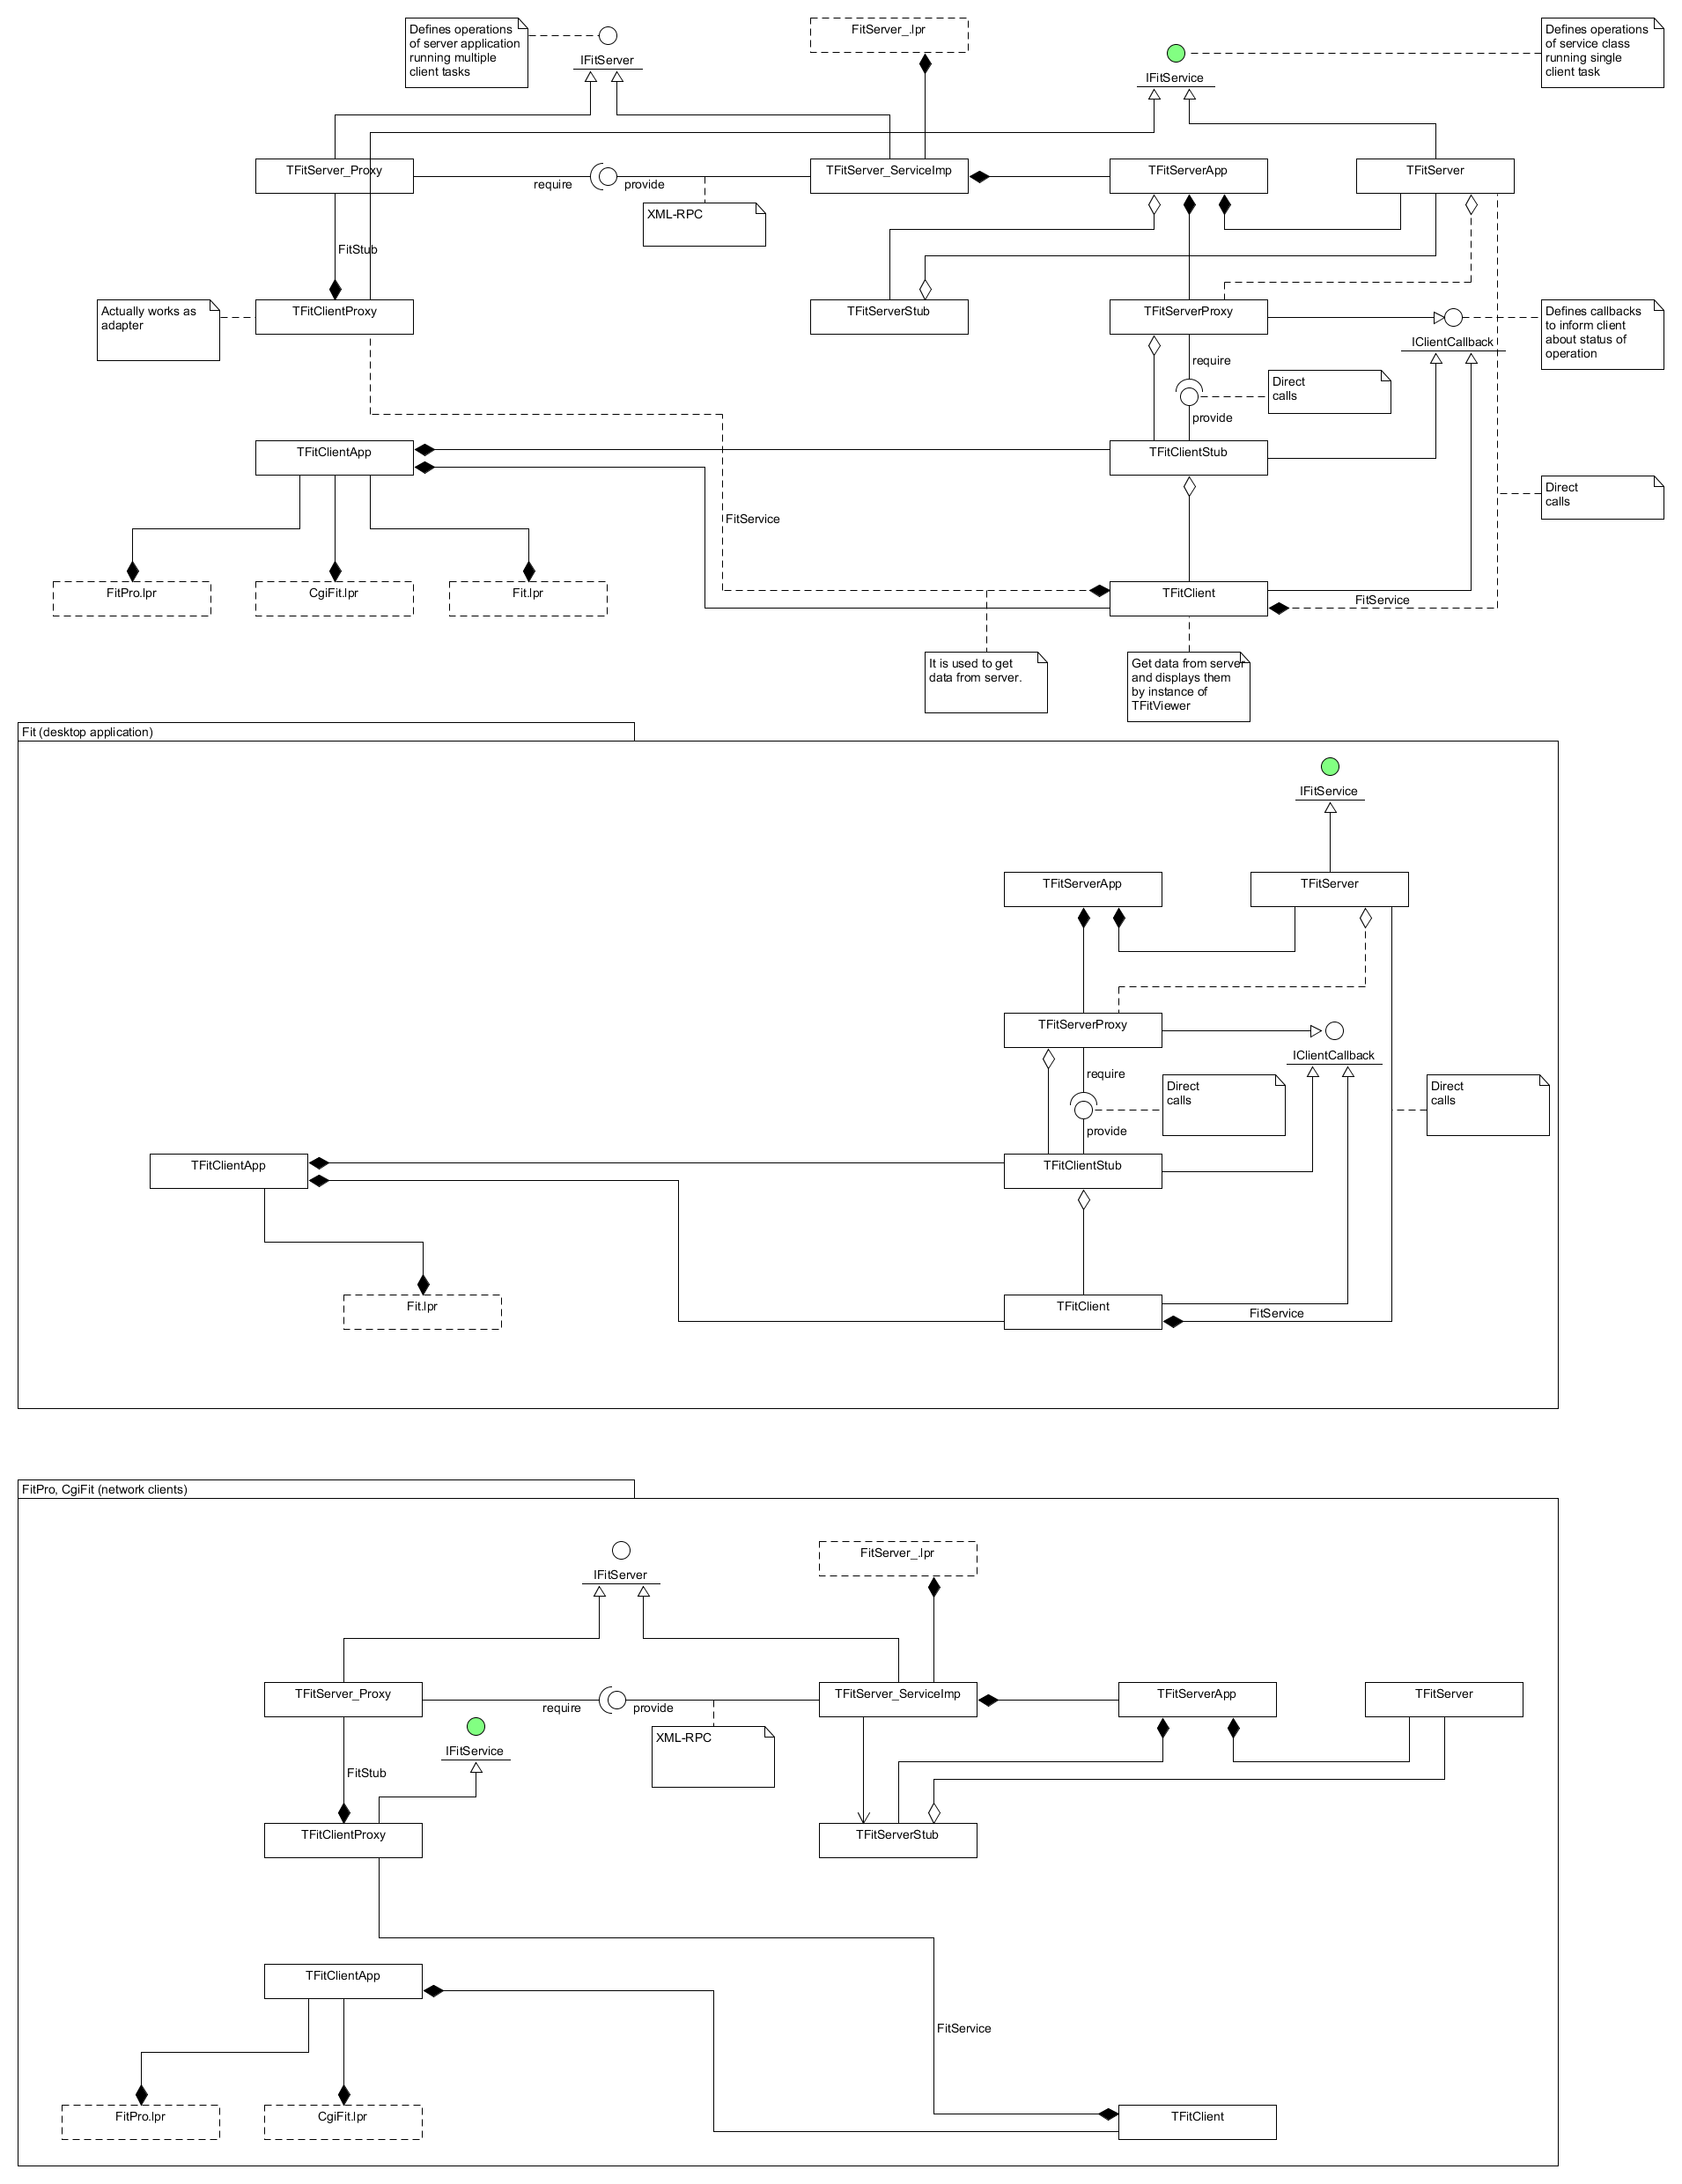 Defines operations
of server application
running multiple
client tasks
IFitServer
FitServer_.lpr
IFitService
Defines operations
of service class
running single
client task
TFitServer_Proxy
require
provide
XML-RPC
TFitServer_ServiceImp
TFitServerApp
TFitServer
FitStub
Actually works as
adapter
TFitClientProxy
TFitServerStub
TFitServerProxy
IClientCallback
Defines callbacks
to inform client
about status of
operation
require
Direct
calls
provide
TFitClientApp
TFitClientStub
Direct
calls
FitService
FitPro.lpr
CgiFit.lpr
Fit.lpr
TFitClient
FitService
It is used to get
data from server.
Get data from server
and displays them
by instance of
TFitViewer
Fit (desktop application)
IFitService
TFitServerApp
TFitServer
TFitServerProxy
IClientCallback
require
Direct
calls
Direct
calls
provide
TFitClientApp
TFitClientStub
Fit.lpr
TFitClient
FitService
FitPro, CgiFit (network clients)
IFitServer
FitServer_.lpr
TFitServer_Proxy
require
provide
TFitServer_ServiceImp
TFitServerApp
TFitServer
XML-RPC
IFitService
FitStub
TFitClientProxy
TFitServerStub
TFitClientApp
FitService
FitPro.lpr
CgiFit.lpr
TFitClient